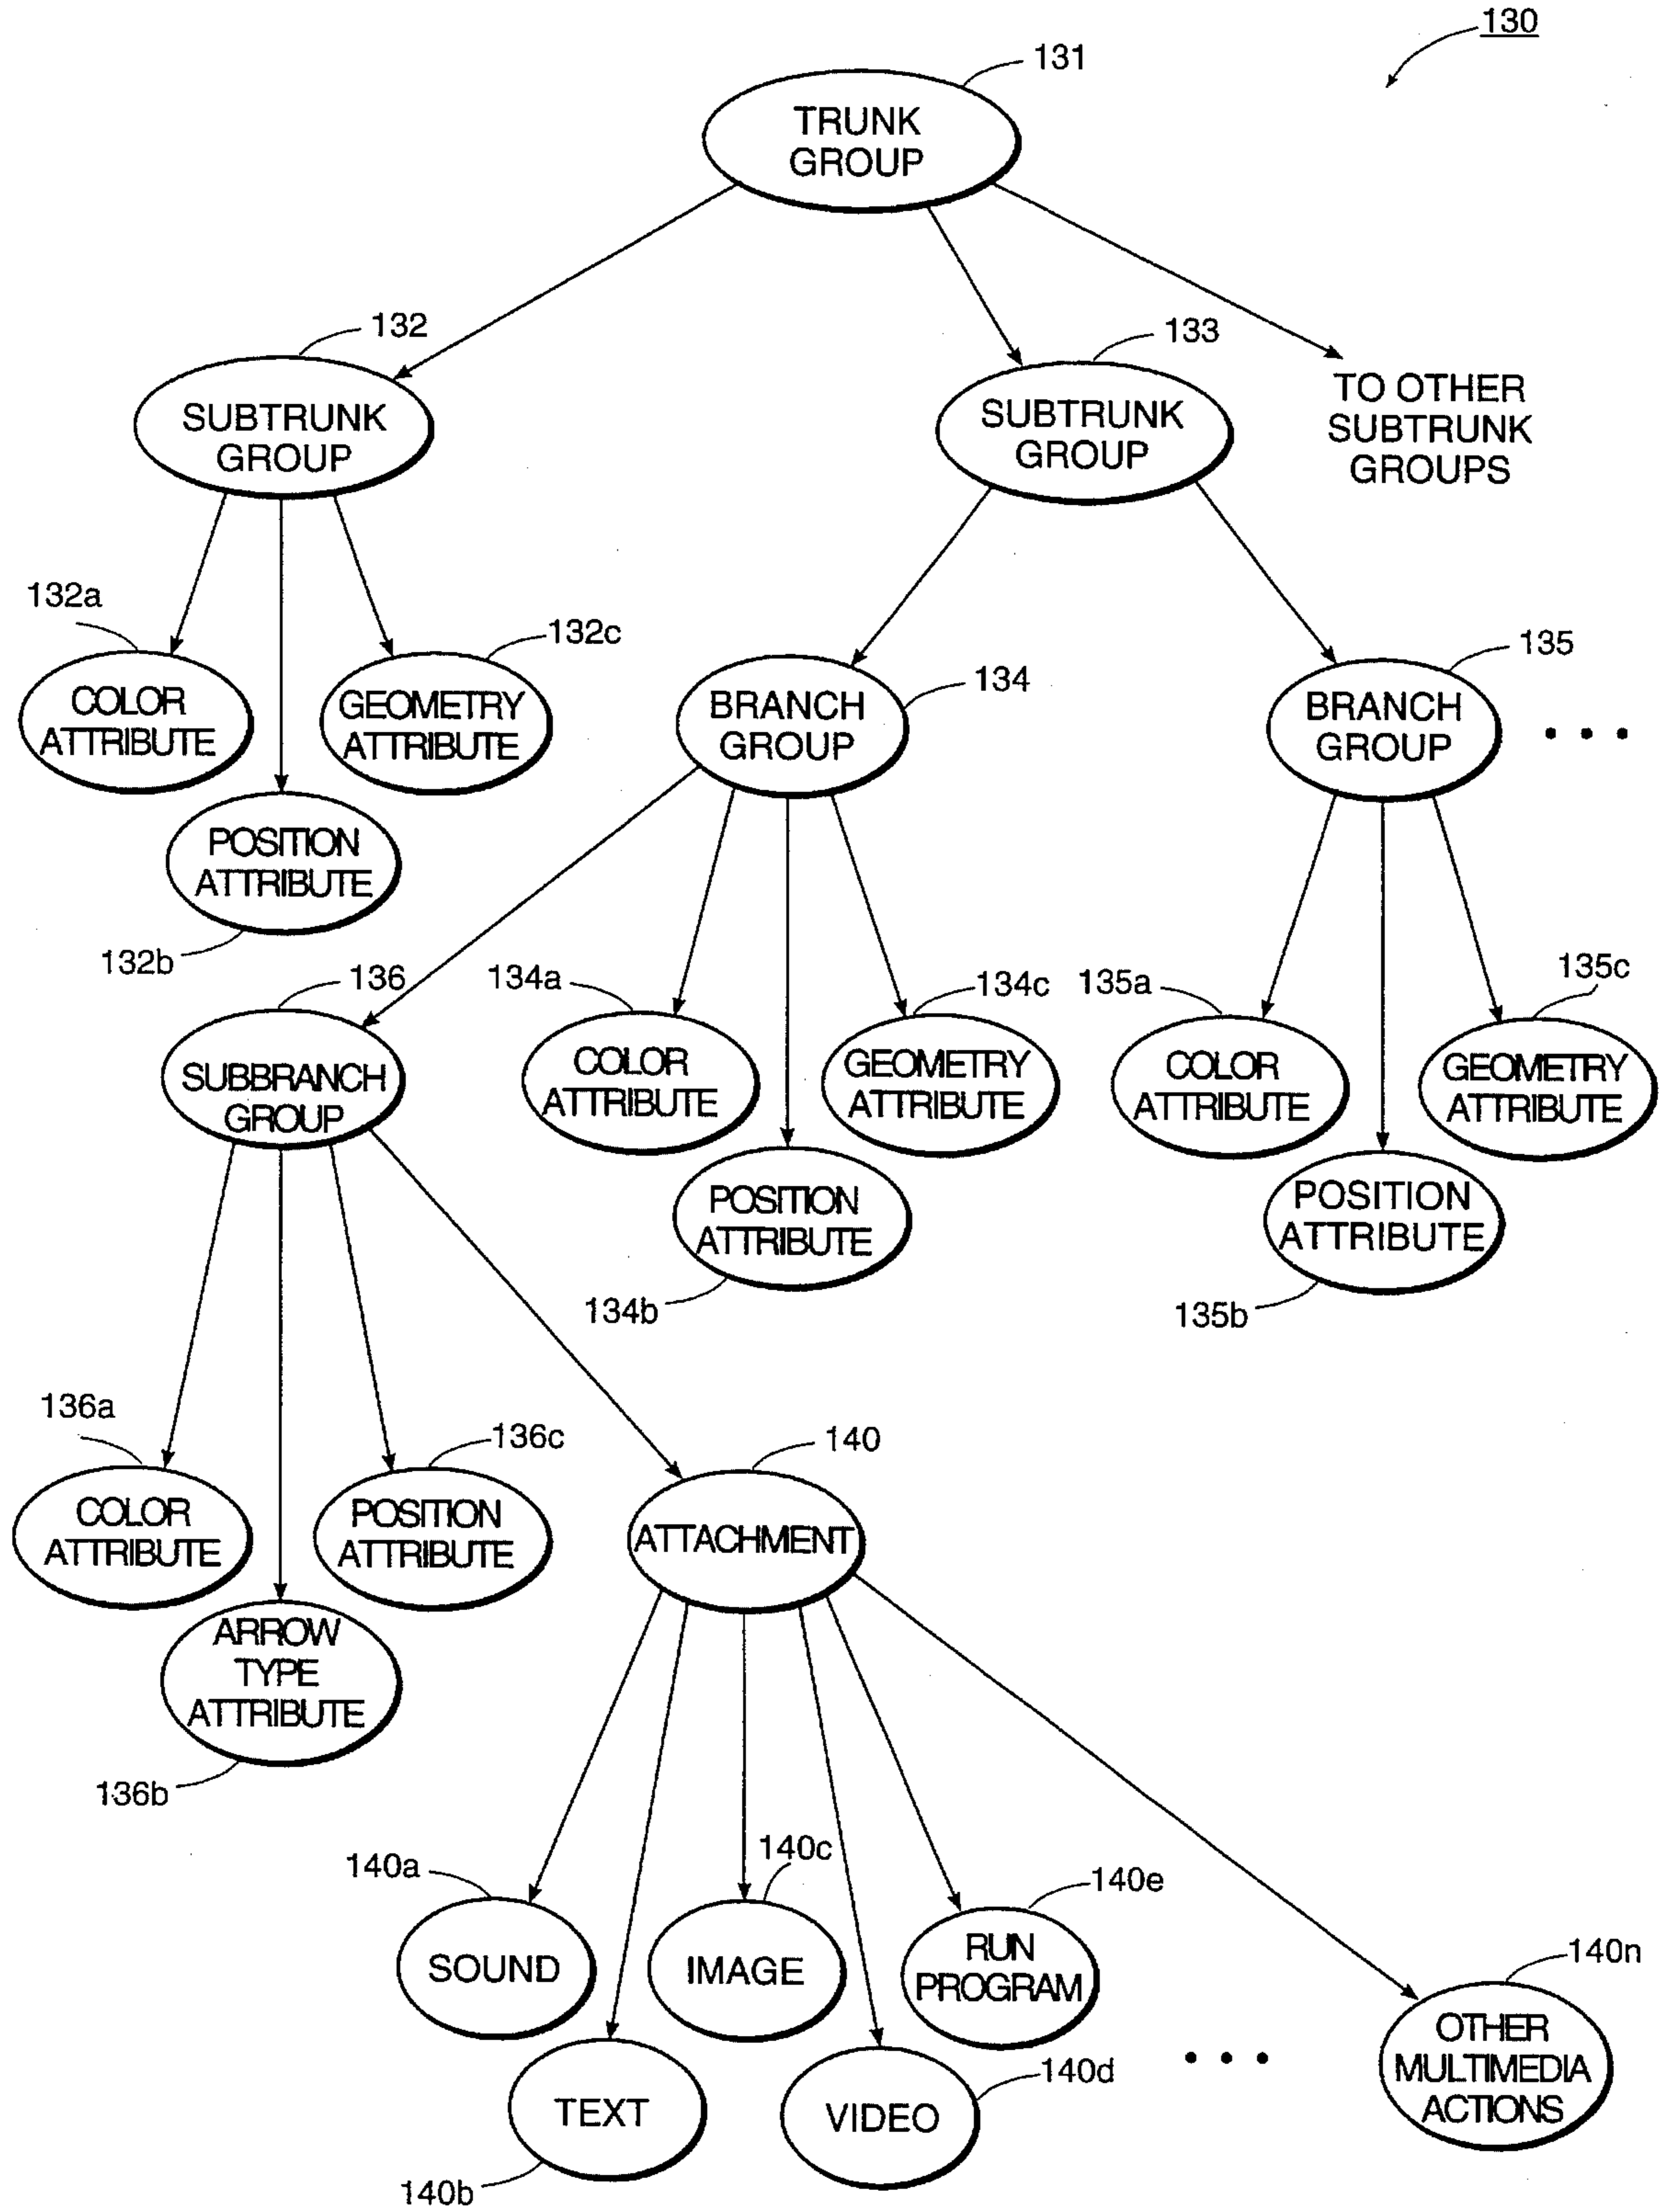 130
131
TRUNK
GROUP
132
133
SUBTRUNK
GROUP
SUBTRUNK
GROUP
TO OTHER
SUBTRUNK
GROUPS
132a
132c
COLOR
ATTRIBUTE
GEOMETRY
ATTRIBUTE
134
BRANCH
GROUP
135
BRANCH
GROUP
• • •
POSITION
ATTRIBUTE
132b
136
134a
134c
135a
135c
SUBBRANCH
GROUP
COLOR
ATTRIBUTE
GEOMETRY
ATTRIBUTE
COLOR
ATTRIBUTE
GEOMETRY
ATTRIBUTE
POSITION
ATTRIBUTE
134b
POSITION
ATTRIBUTE
135b
136a
136c
140
COLOR
ATTRIBUTE
POSITION
ATTRIBUTE
ATTACHMENT
ARROW
TYPE
ATTRIBUTE
136b
140a
140c
140e
140n
SOUND
IMAGE
RUN
PROGRAM
OTHER
MULTIMEDIA
ACTIONS
• • •
140d
TEXT
VIDEO
140b